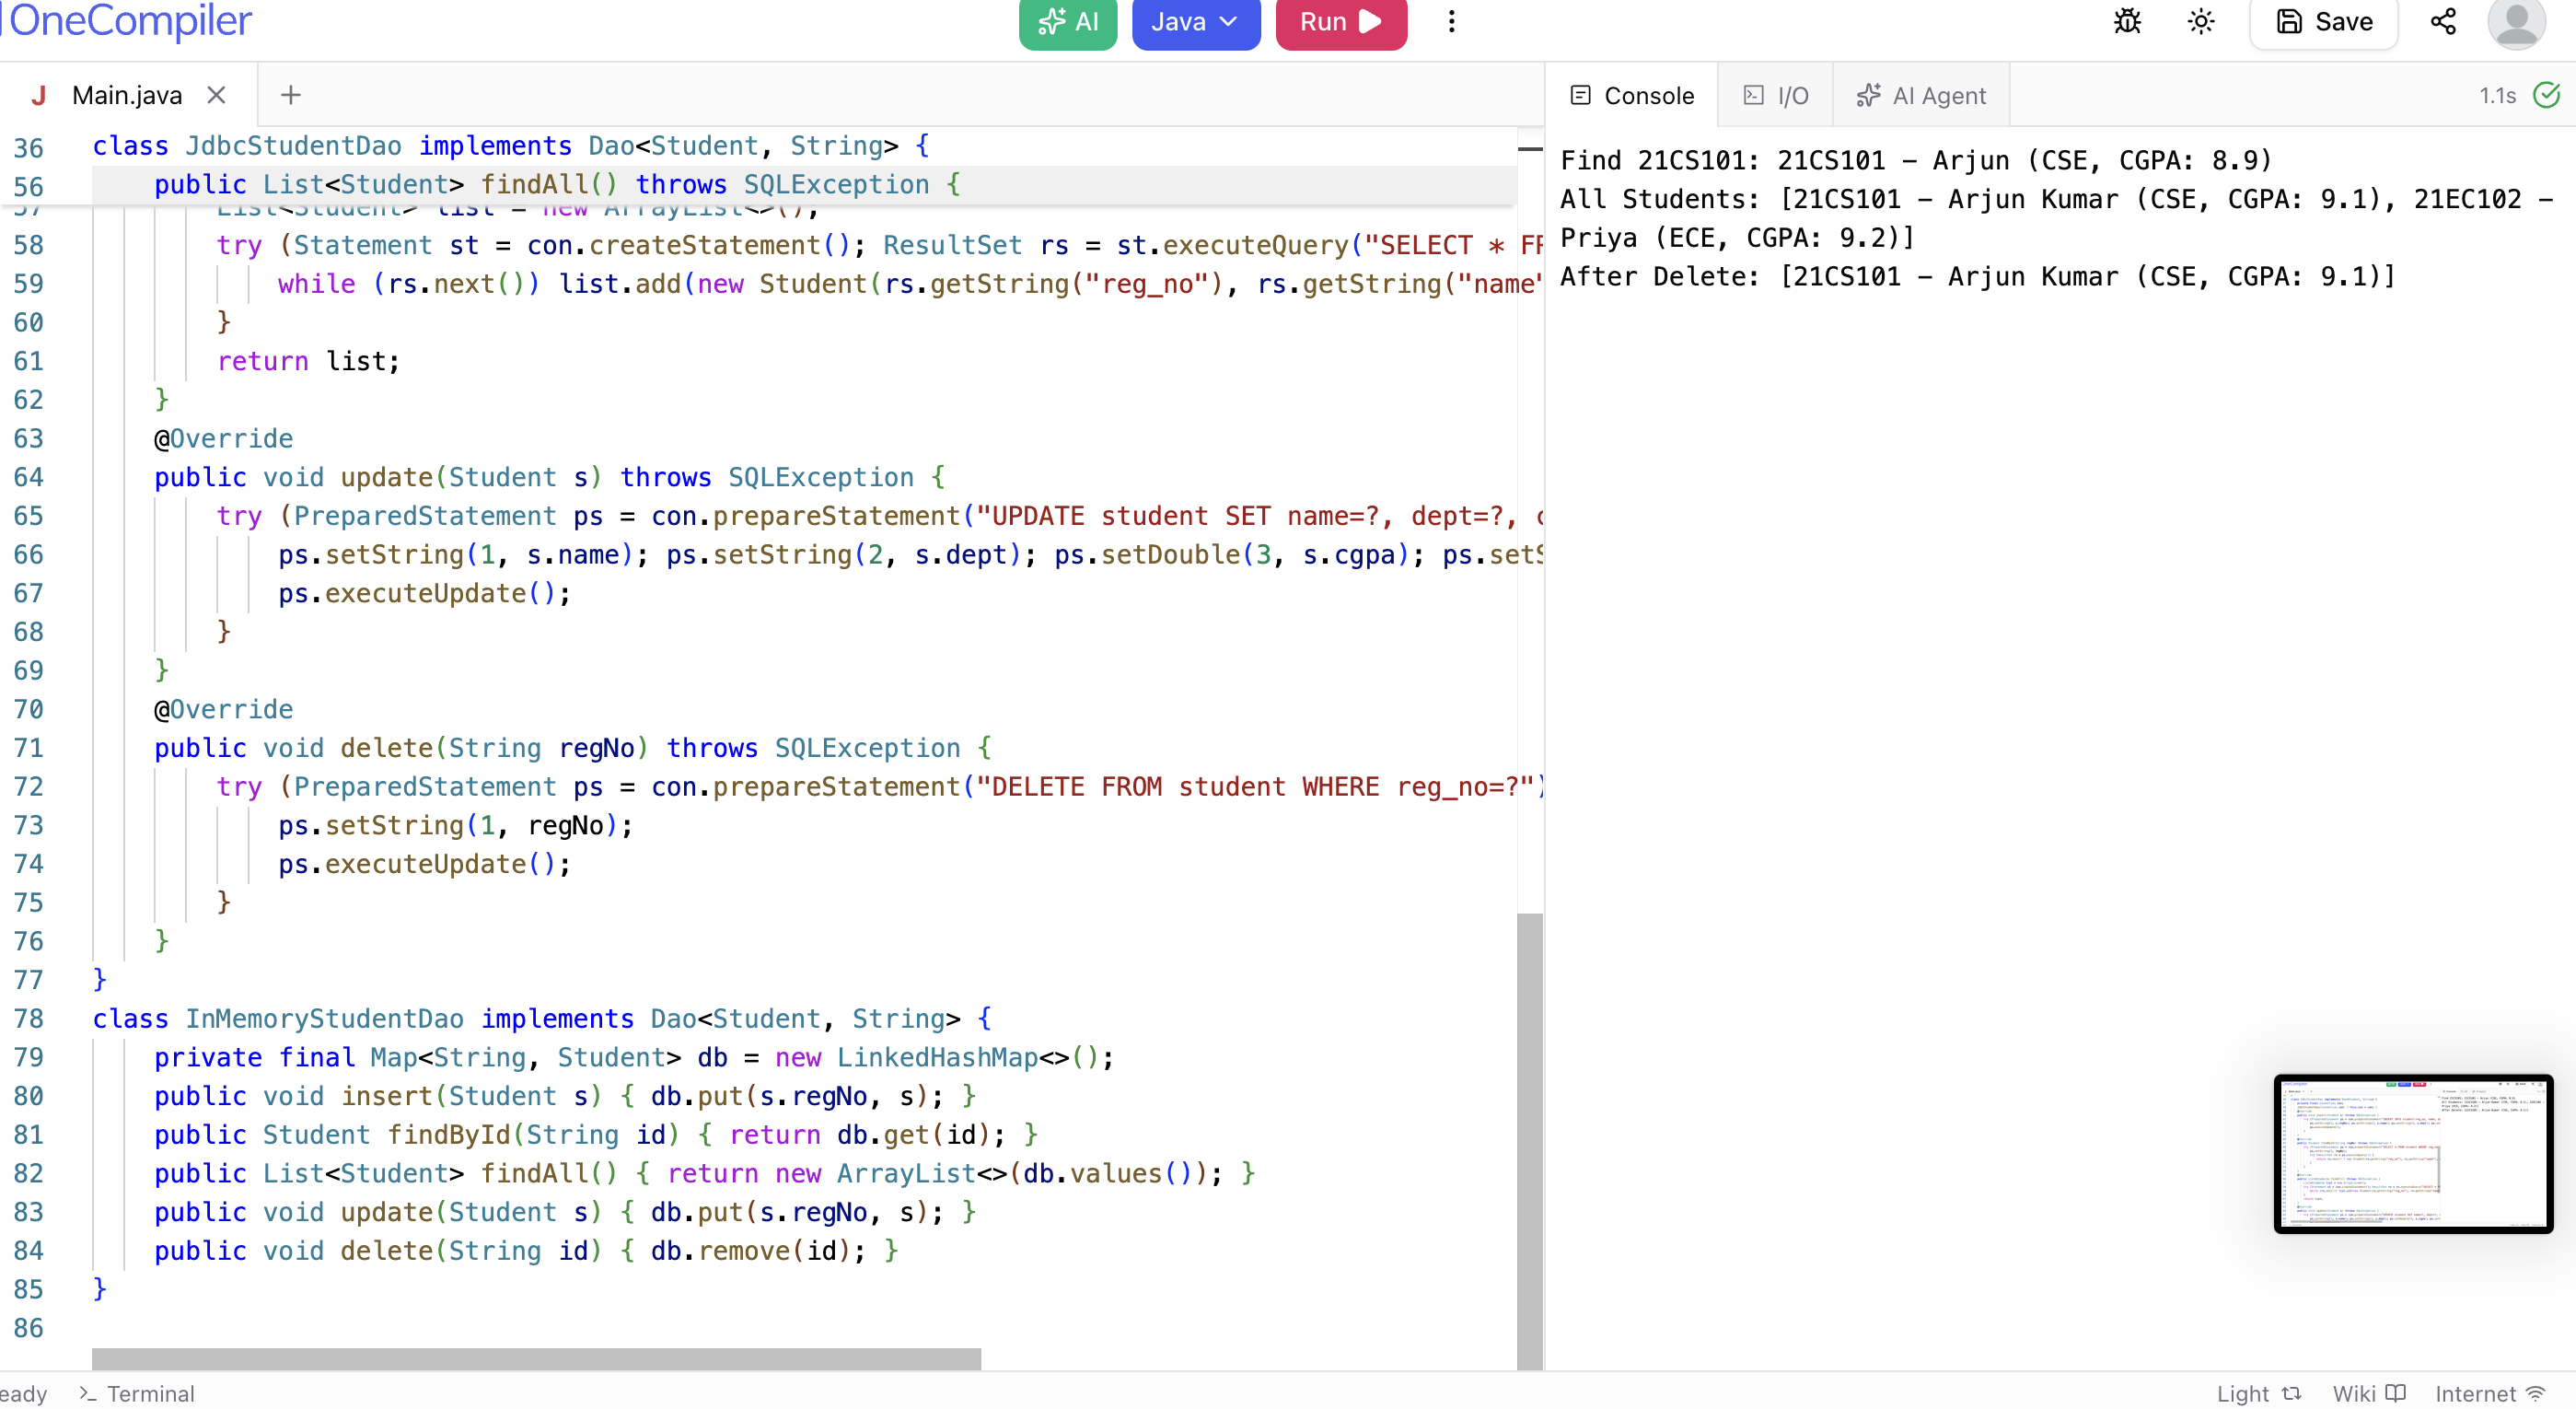 OneCompiler
AI
Java
Run
Save
J Main.java
Console
I/O
AI Agent
1.1s
36 class JdbcStudentDao implements Dao<Student, String> {
56     public List<Student> findAll() throws SQLException {
57         List<Student> list = new ArrayList<>();
58         try (Statement st = con.createStatement(); ResultSet rs = st.executeQuery("SELECT * FR
59             while (rs.next()) list.add(new Student(rs.getString("reg_no"), rs.getString("name"
60         }
61         return list;
62     }
63     @Override
64     public void update(Student s) throws SQLException {
65         try (PreparedStatement ps = con.prepareStatement("UPDATE student SET name=?, dept=?, c
66             ps.setString(1, s.name); ps.setString(2, s.dept); ps.setDouble(3, s.cgpa); ps.setS
67             ps.executeUpdate();
68         }
69     }
70     @Override
71     public void delete(String regNo) throws SQLException {
72         try (PreparedStatement ps = con.prepareStatement("DELETE FROM student WHERE reg_no=?")
73             ps.setString(1, regNo);
74             ps.executeUpdate();
75         }
76     }
77 }
78 class InMemoryStudentDao implements Dao<Student, String> {
79     private final Map<String, Student> db = new LinkedHashMap<>();
80     public void insert(Student s) { db.put(s.regNo, s); }
81     public Student findById(String id) { return db.get(id); }
82     public List<Student> findAll() { return new ArrayList<>(db.values()); }
83     public void update(Student s) { db.put(s.regNo, s); }
84     public void delete(String id) { db.remove(id); }
85 }
86
Find 21CS101: 21CS101 – Arjun (CSE, CGPA: 8.9)
All Students: [21CS101 – Arjun Kumar (CSE, CGPA: 9.1), 21EC102 –
Priya (ECE, CGPA: 9.2)]
After Delete: [21CS101 – Arjun Kumar (CSE, CGPA: 9.1)]
eady
Terminal
Light
Wiki
Internet